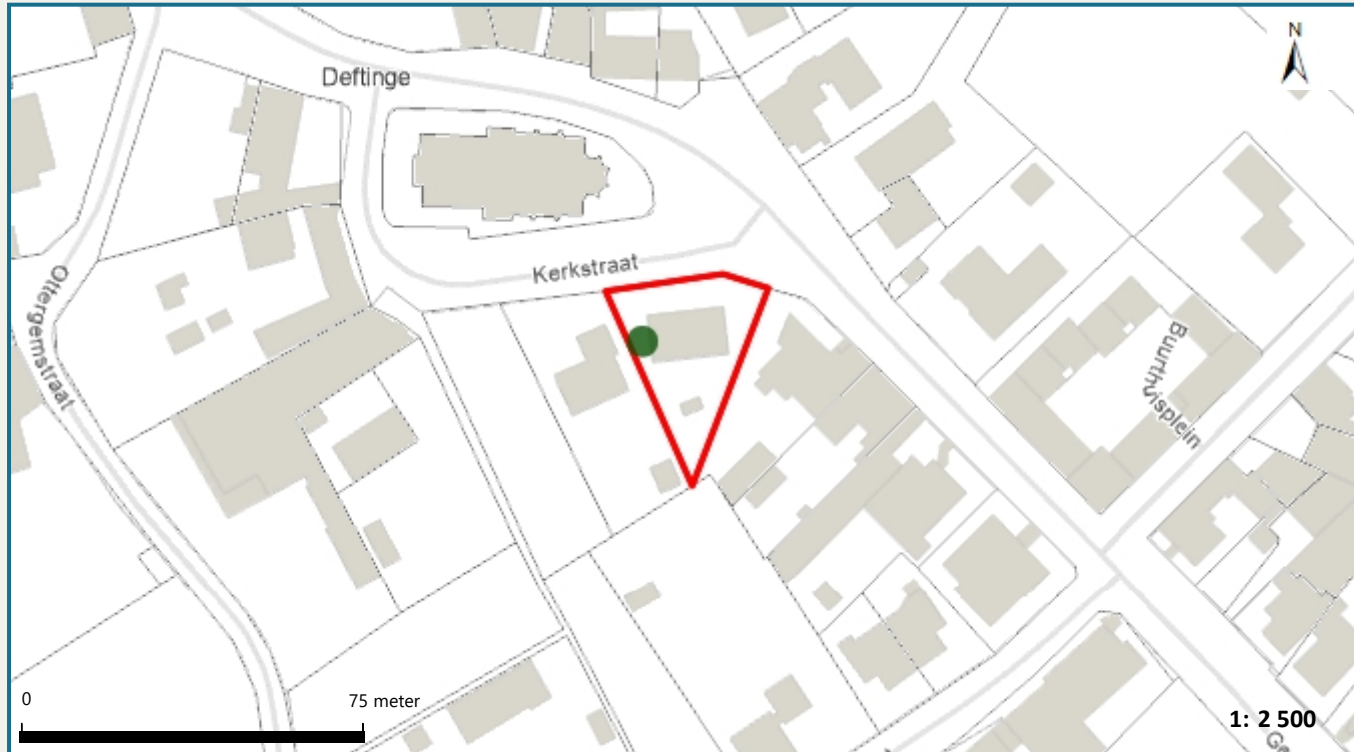 N
Deftinge
Kerkstraat
Ottergemstraat
Buurthuisplein
0 75 meter
1: 2 500